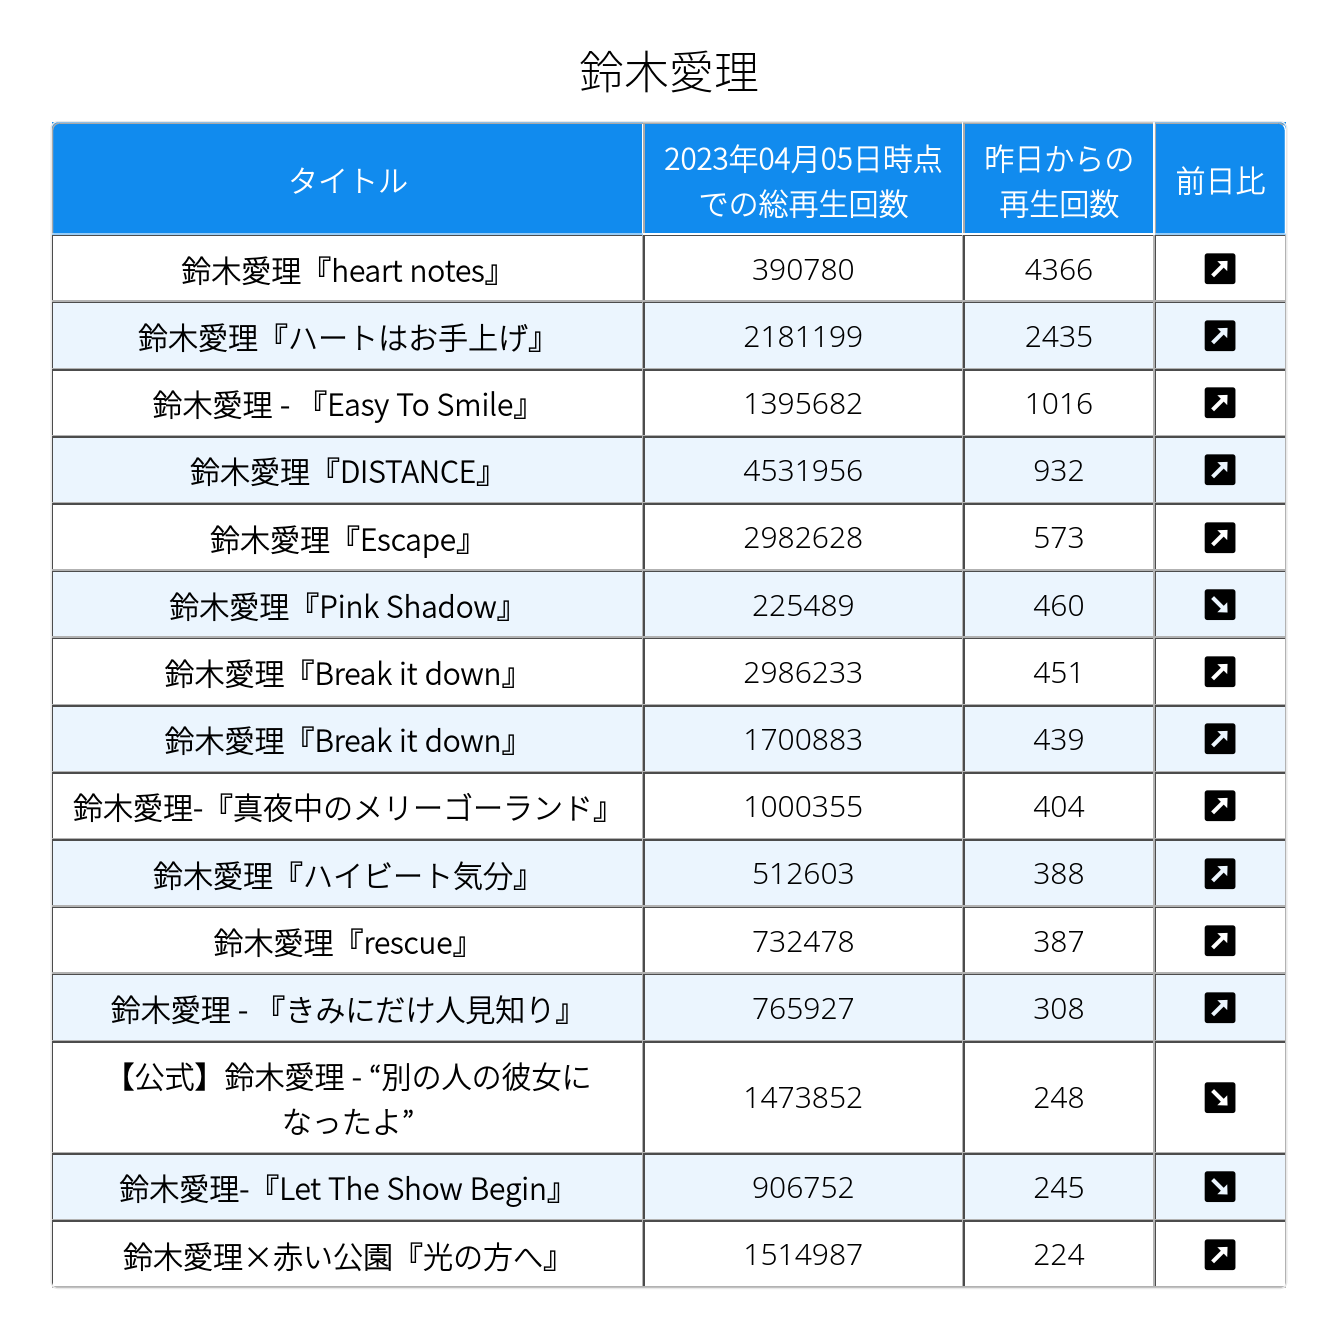 鈴木愛理
タイトル
2023年04月05日時点
での総再生回数
昨日からの
再生回数
前日比
鈴木愛理『heart notes』 390780 4366
鈴木愛理『ハートはお手上げ』 2181199 2435
鈴木愛理 - 『Easy To Smile』 1395682 1016
鈴木愛理『DISTANCE』 4531956 932
鈴木愛理『Escape』 2982628 573
鈴木愛理『Pink Shadow』 225489 460
鈴木愛理『Break it down』 2986233 451
鈴木愛理『Break it down』 1700883 439
鈴木愛理-『真夜中のメリーゴーランド』 1000355 404
鈴木愛理『ハイビート気分』 512603 388
鈴木愛理『rescue』 732478 387
鈴木愛理 - 『きみにだけ人見知り』 765927 308
【公式】鈴木愛理 - “別の人の彼女に
なったよ” 1473852 248
鈴木愛理-『Let The Show Begin』 906752 245
鈴木愛理×赤い公園『光の方へ』 1514987 224